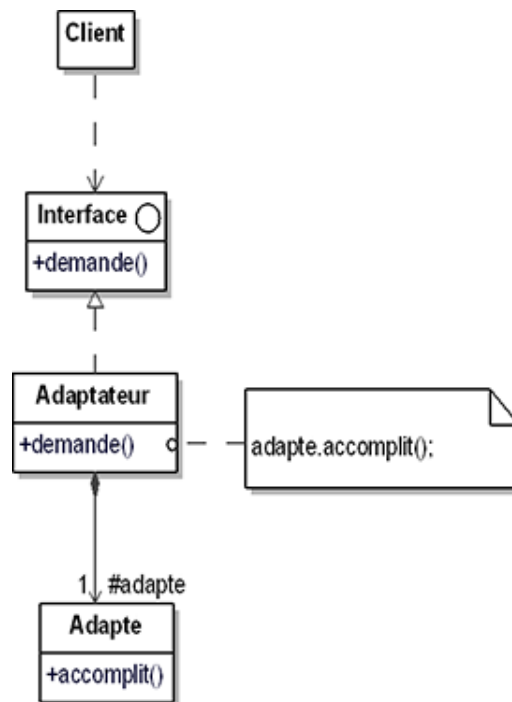 Client
Interface
+demande()
Adaptateur
+demande()
adapte.accomplit();
1 #adapte
Adapte
+accomplit()